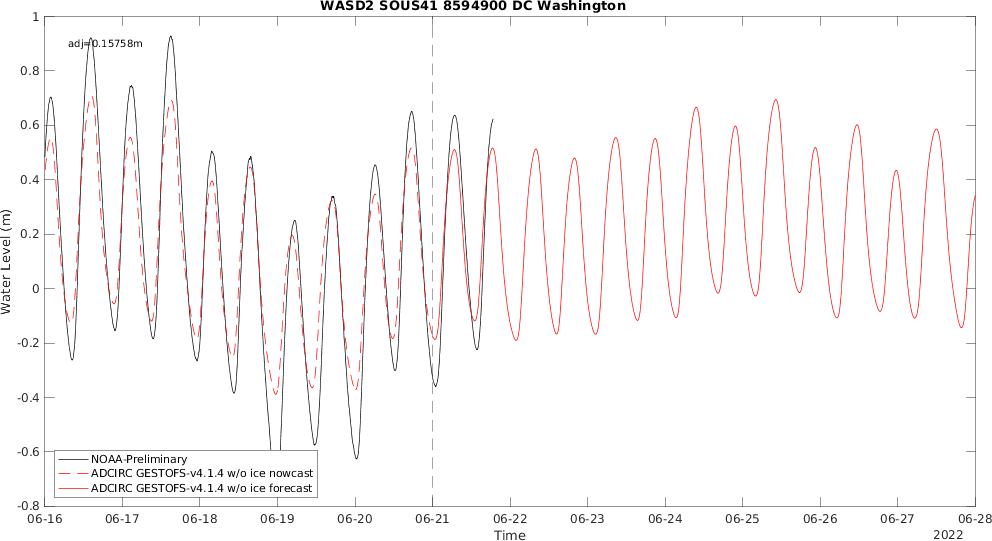 WASD2 SOUS41 8594900 DC Washington
adj=0.15758m
1
0.8
0.6
0.4
0.2
0
-0.2
-0.4
-0.6
-0.8
Water Level (m)
NOAA-Preliminary
ADCIRC GESTOFS-v4.1.4 w/o ice nowcast
ADCIRC GESTOFS-v4.1.4 w/o ice forecast
06-16 06-17 06-18 06-19 06-20 06-21 06-22 06-23 06-24 06-25 06-26 06-27 06-28
Time
2022